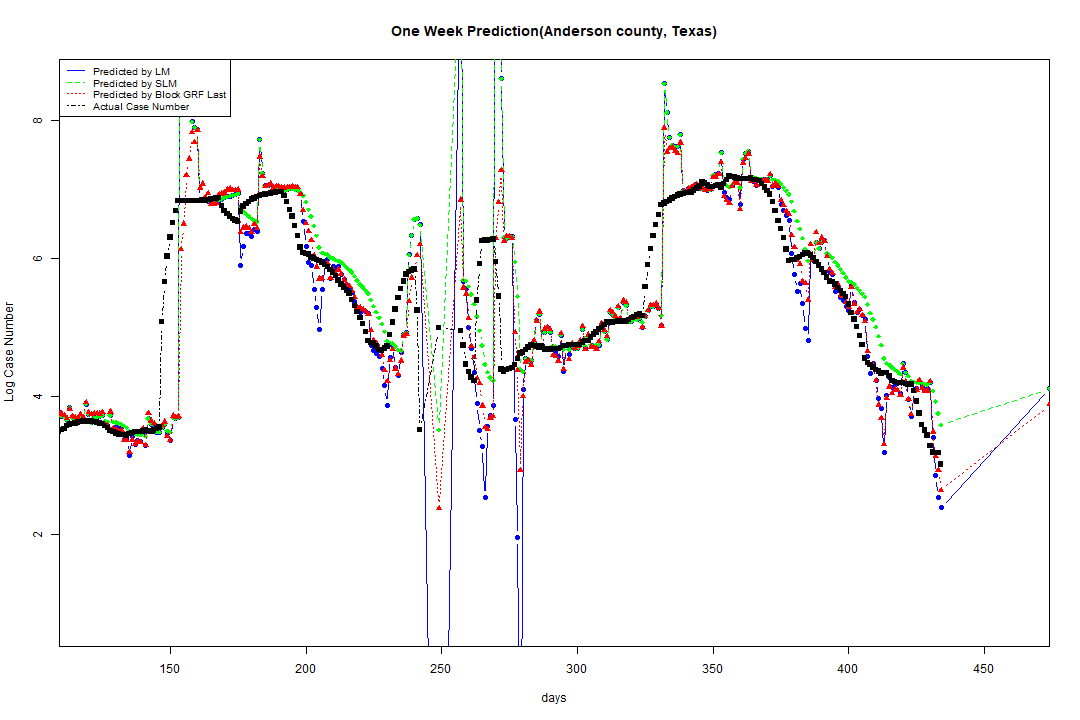 One Week Prediction(Anderson county, Texas)
Predicted by LM
Predicted by SLM
Predicted by Block GRF Last
Actual Case Number
Log Case Number
8
6
4
2
150 200 250 300 350 400 450
days